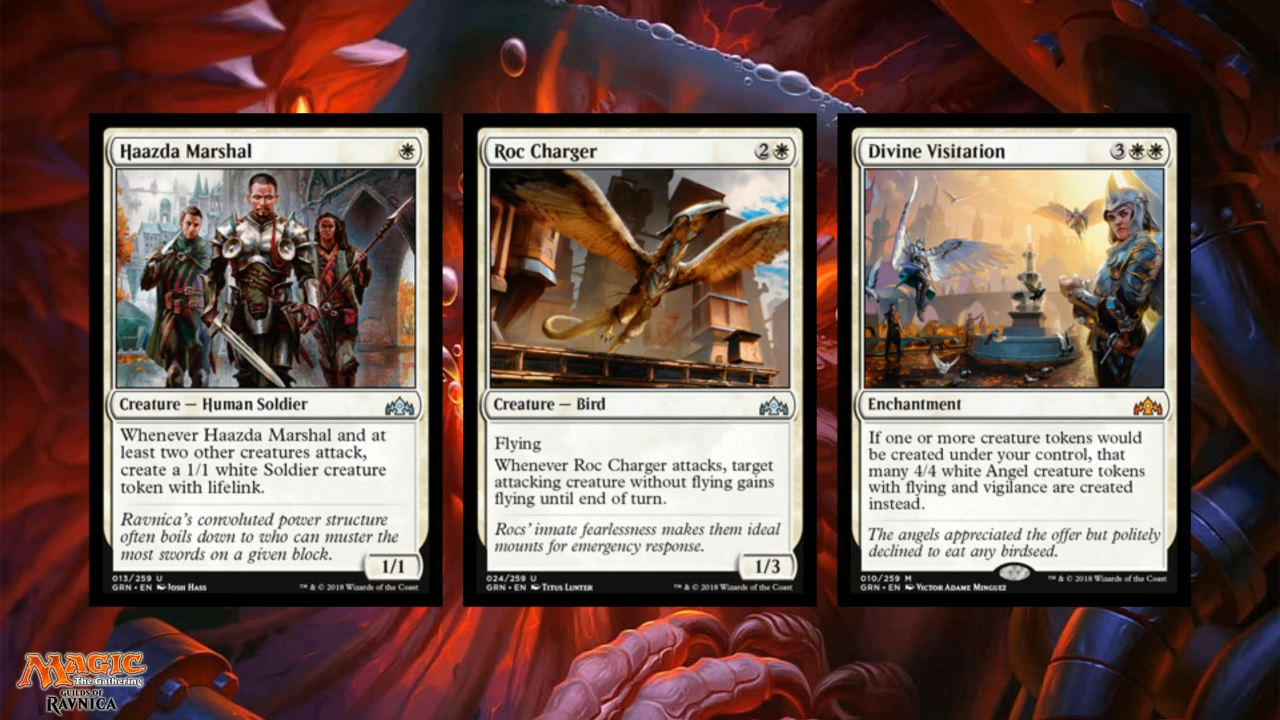 Haazda Marshal
Creature — Human Soldier
Whenever Haazda Marshal and at
least two other creatures attack,
create a 1/1 white Soldier creature
token with lifelink.
Ravnica's convoluted power structure
often boils down to who can muster the
most swords on a given block.
1/1
013/259 U
GRN • EN Josh Hass
™ & © 2018 Wizards of the Coast
Roc Charger
2
Creature — Bird
Flying
Whenever Roc Charger attacks, target
attacking creature without flying gains
flying until end of turn.
Rocs' innate fearlessness makes them ideal
mounts for emergency response.
1/3
024/259 U
GRN • EN Titus Lunter
™ & © 2018 Wizards of the Coast
Divine Visitation
3
Enchantment
If one or more creature tokens would
be created under your control, that
many 4/4 white Angel creature tokens
with flying and vigilance are created
instead.
The angels appreciated the offer but politely
declined to eat any birdseed.
010/259 M
GRN • EN Victor Adame Minguez
™ & © 2018 Wizards of the Coast
Magic
The Gathering
Guilds of
Ravnica